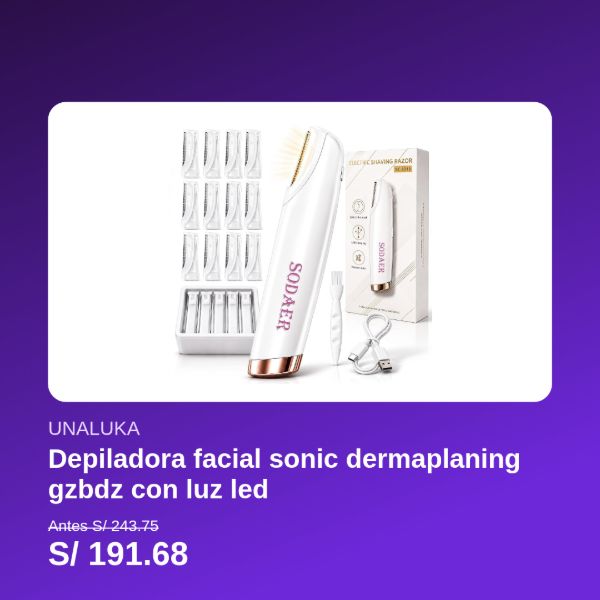 ELECTRIC SHAVING RAZOR
SODAER
SODAER
UNALUKA
Depiladora facial sonic dermaplaning
gzbdz con luz led
Antes S/ 243.75
S/ 191.68